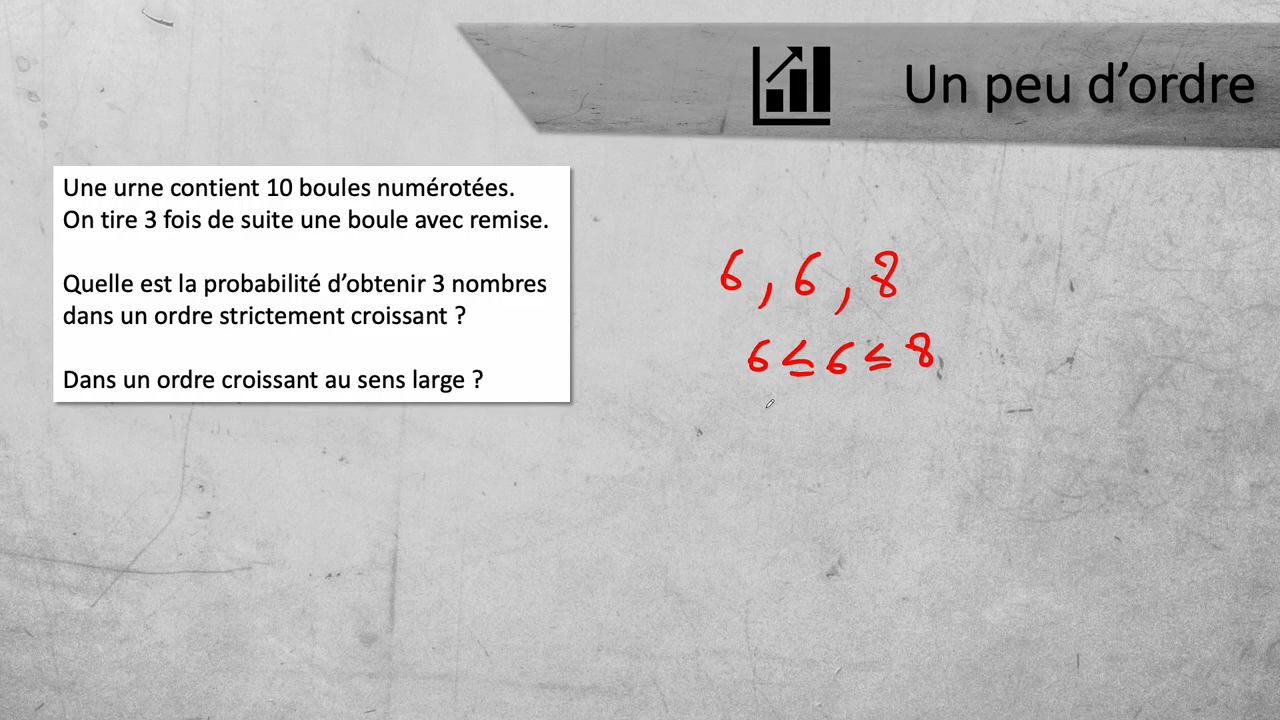 Un peu d’ordre
Une urne contient 10 boules numérotées.
On tire 3 fois de suite une boule avec remise.
Quelle est la probabilité d’obtenir 3 nombres
dans un ordre strictement croissant ?
Dans un ordre croissant au sens large ?
6 , 6 , 8
6 ≤ 6 ≤ 8